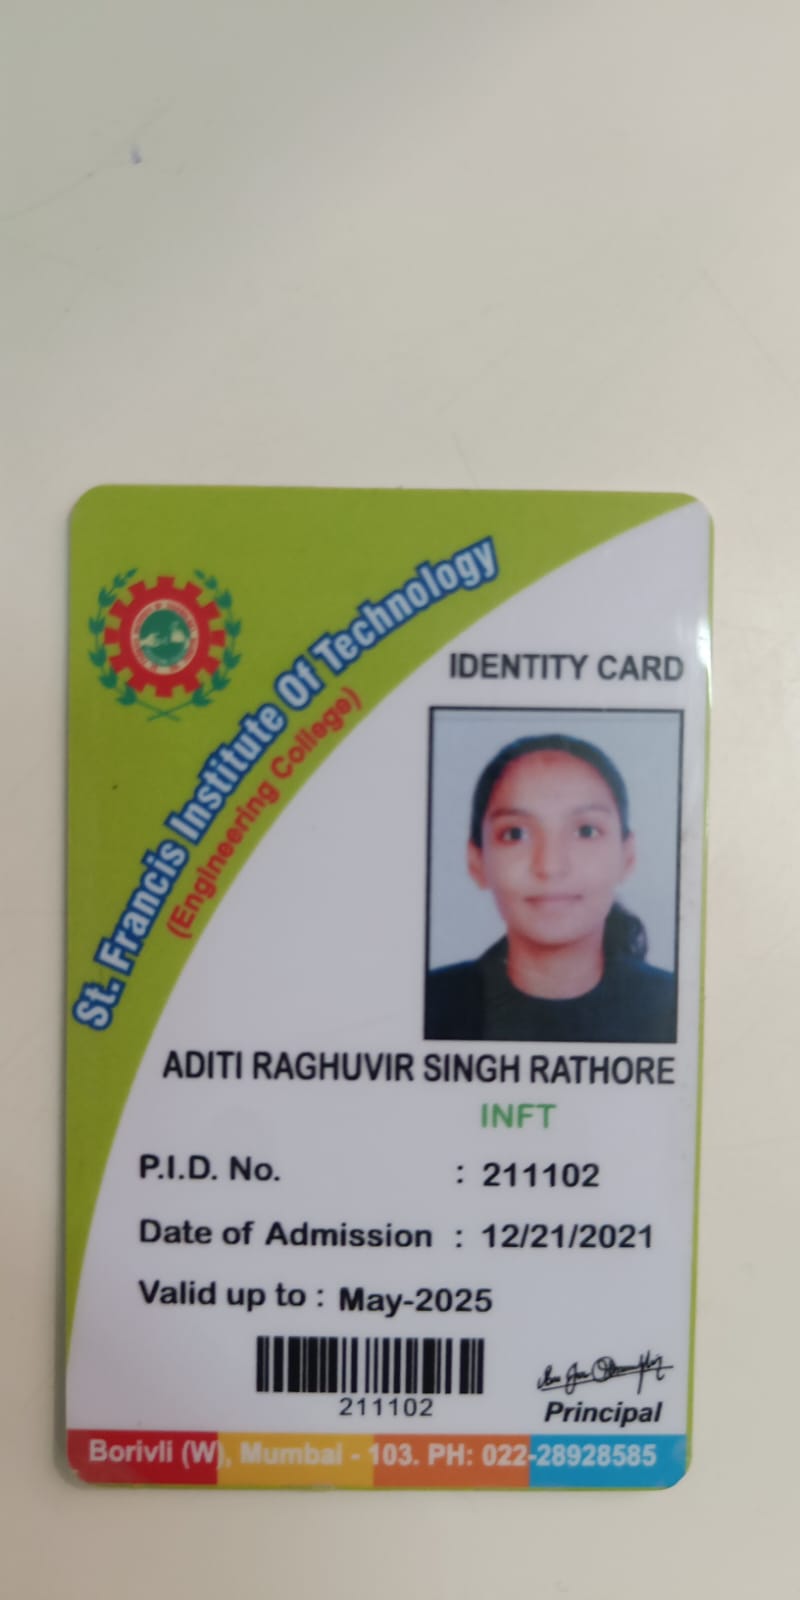 St. Francis Institute Of Technology
(Engineering College)
IDENTITY CARD
ADITI RAGHUVIR SINGH RATHORE
INFT
P.I.D. No. : 211102
Date of Admission : 12/21/2021
Valid up to : May-2025
211102
Principal
Borivli (W), Mumbai - 103. PH: 022-28928585